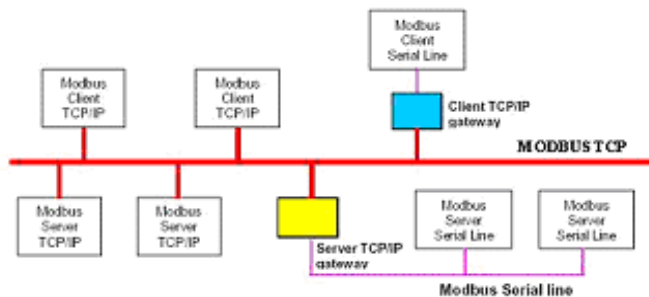 Modbus
Client
Serial Line
Modbus
Client
TCP/IP
Modbus
Client
TCP/IP
Client TCP/IP
gateway
MODBUS TCP
Modbus
Server
TCP/IP
Modbus
Server
TCP/IP
Server TCP/IP
gateway
Modbus
Server
Serial Line
Modbus
Server
Serial Line
Modbus Serial line